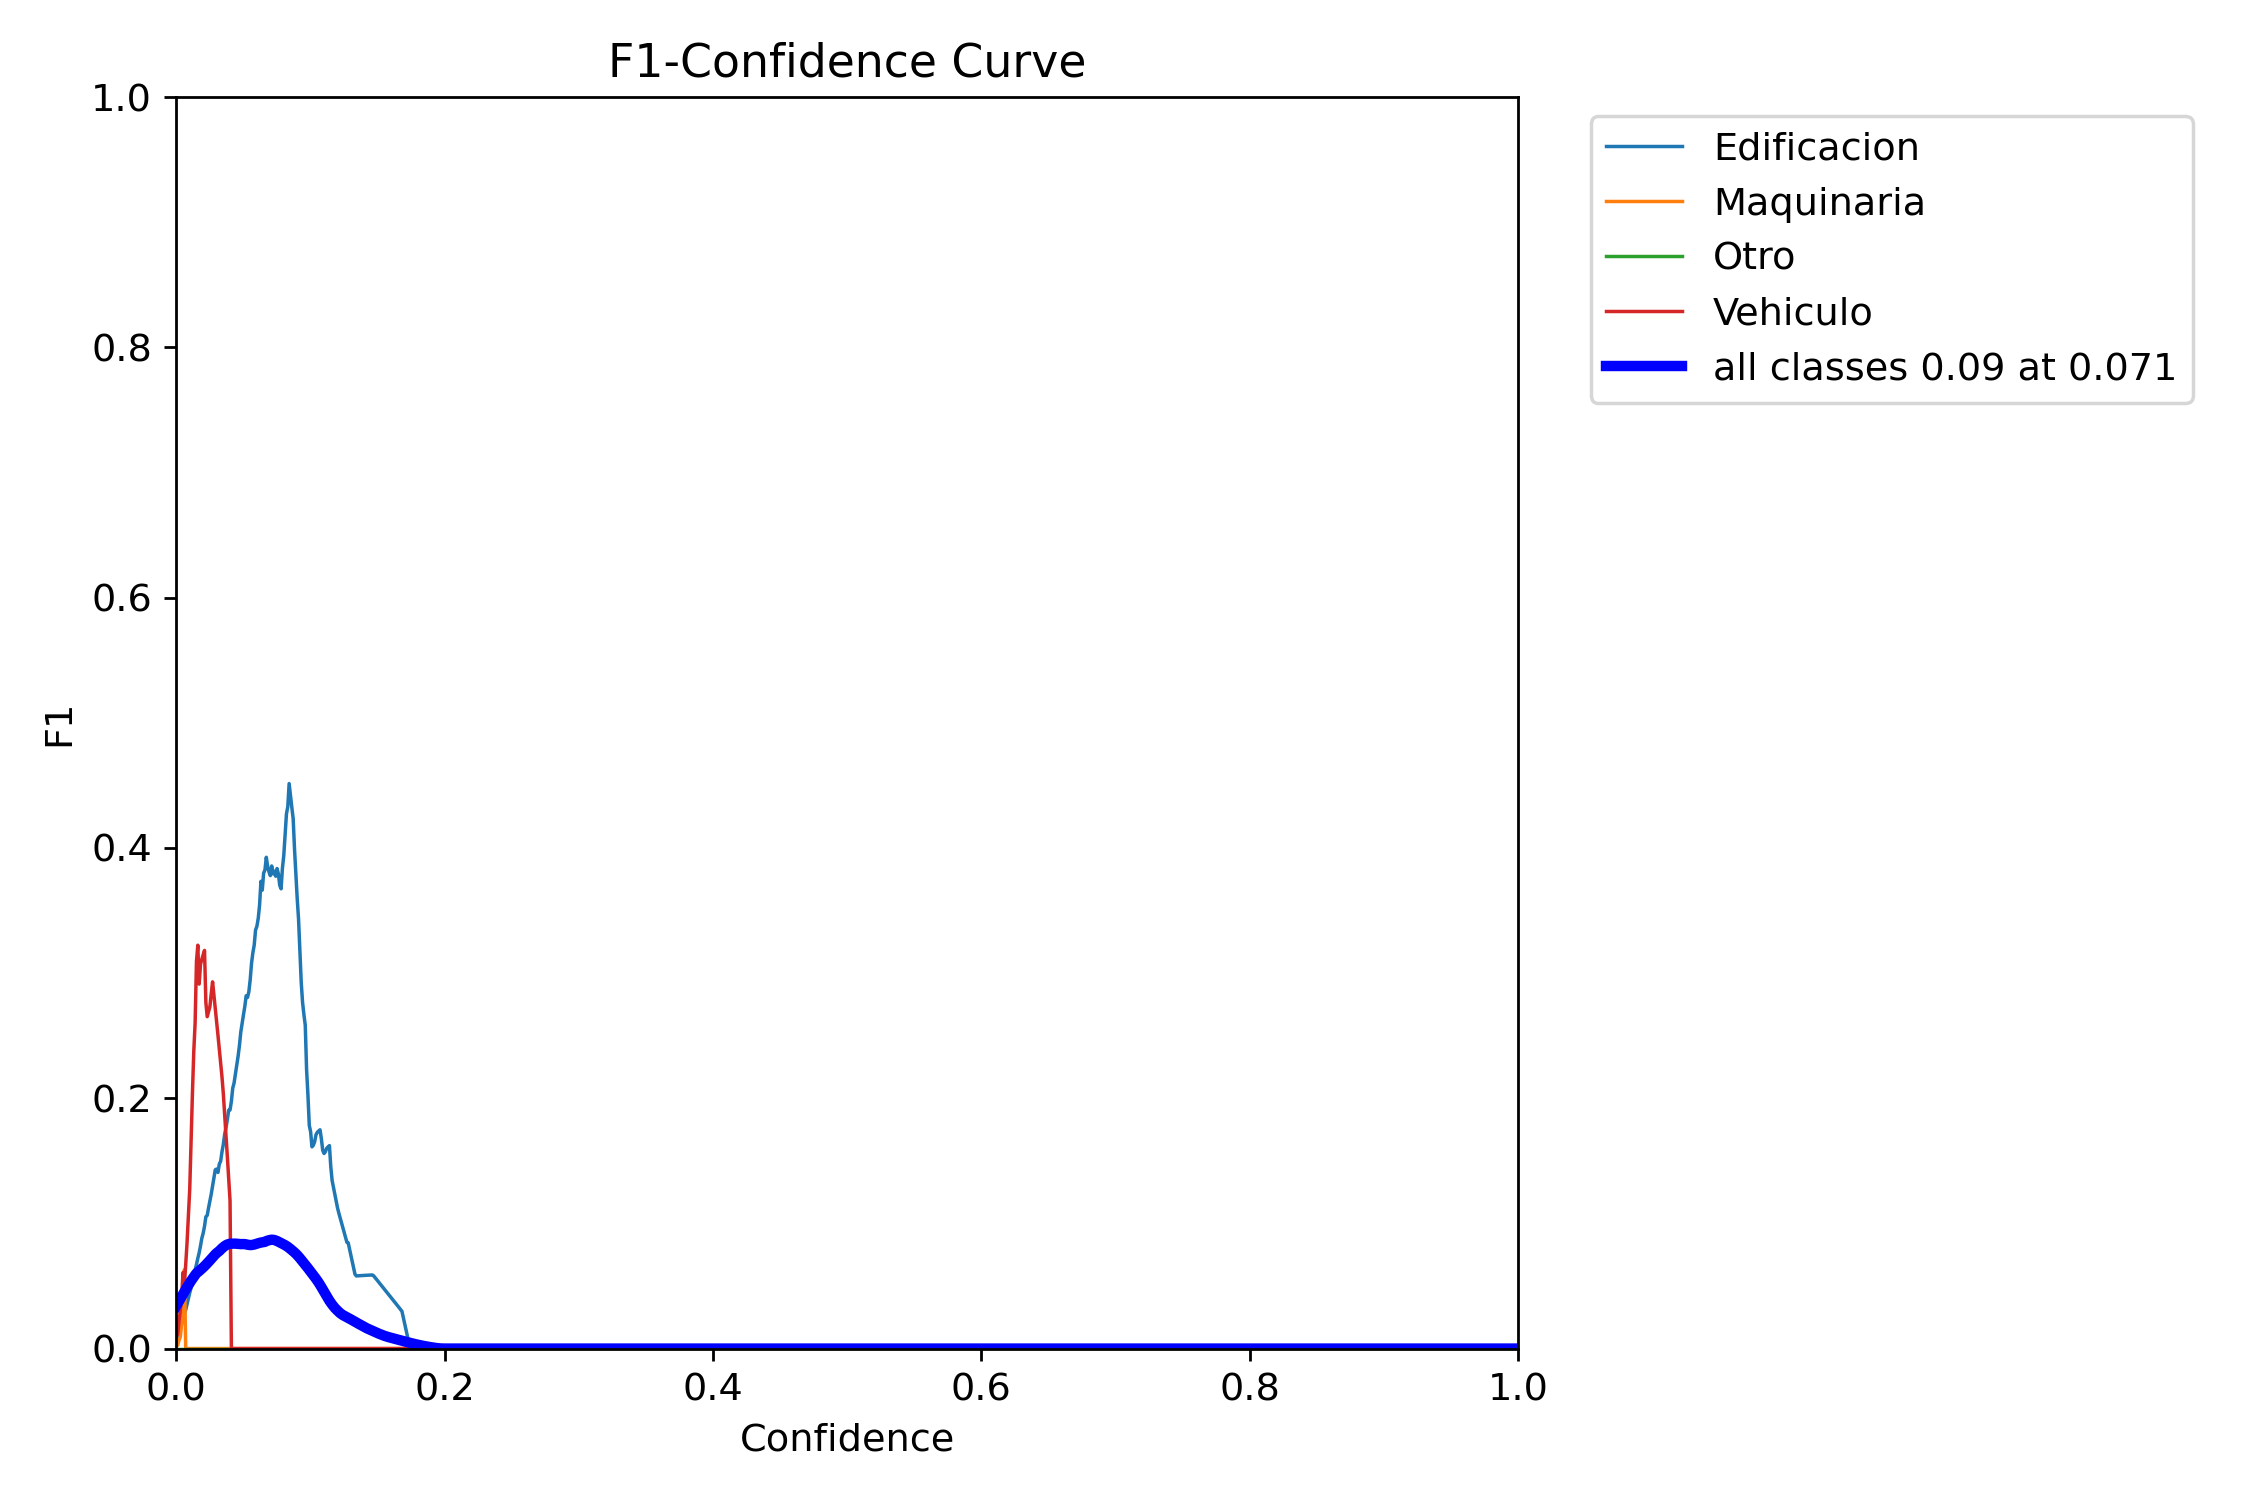 F1-Confidence Curve
1.0
0.8
0.6
0.4
0.2
0.0
F1
0.0 0.2 0.4 0.6 0.8 1.0
Confidence
Edificacion
Maquinaria
Otro
Vehiculo
all classes 0.09 at 0.071